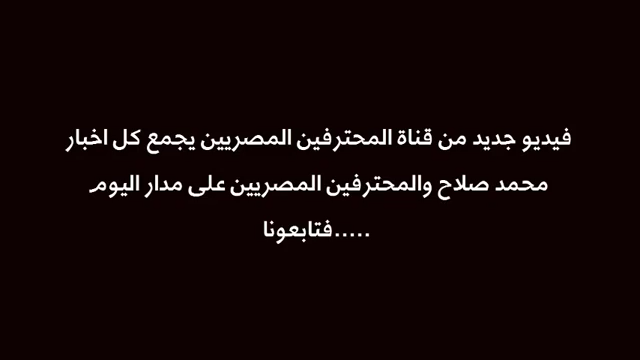 فيديو جديد من قناة المحترفين المصريين يجمع كل اخبار
محمد صلاح والمحترفين المصريين على مدار اليوم
فتابعونا.....